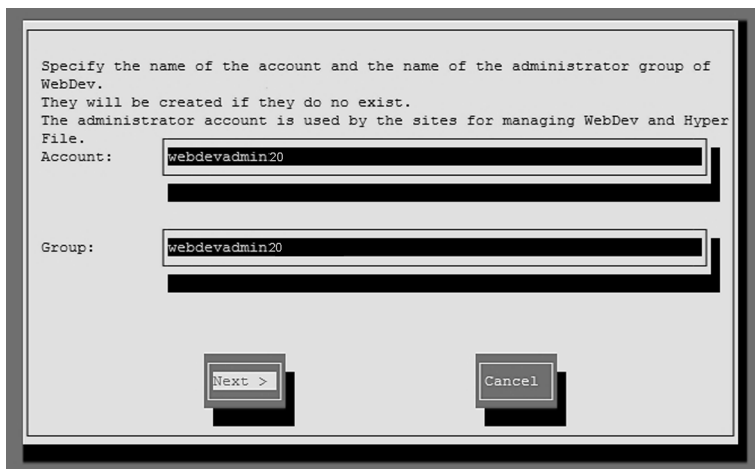 Specify the name of the account and the name of the administrator group of
WebDev.
They will be created if they do no exist.
The administrator account is used by the sites for managing WebDev and Hyper
File.
Account: webdevadmin20
Group: webdevadmin20
Next > Cancel